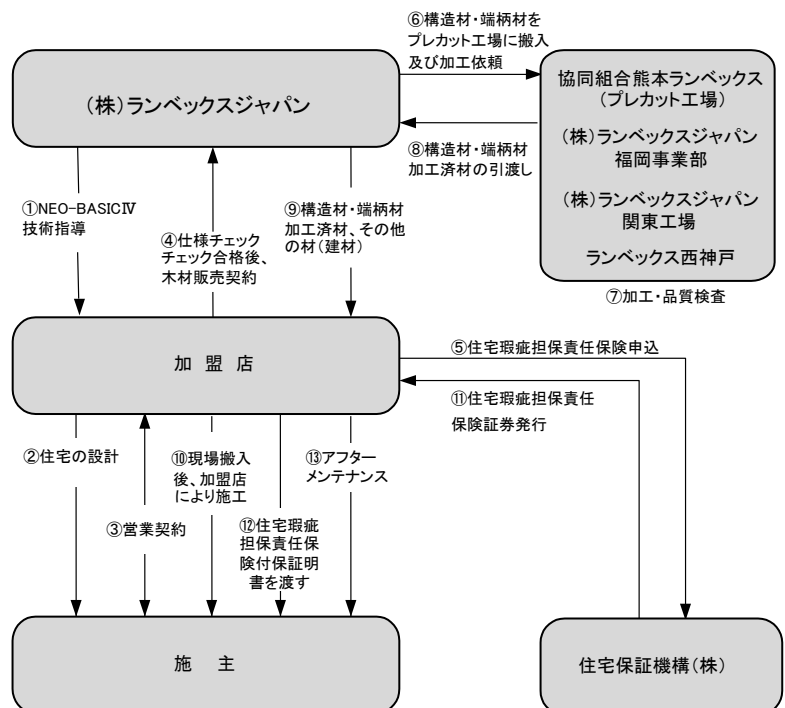 ⑥構造材・端柄材を
プレカット工場に搬入
及び加工依頼
(株)ランベックスジャパン
協同組合熊本ランベックス
(プレカット工場)
(株)ランベックスジャパン
福岡事業部
(株)ランベックスジャパン
関東工場
ランベックス西神戸
⑧構造材・端柄材
加工済材の引渡し
⑦加工・品質検査
①NEO-BASICⅣ
技術指導
④仕様チェック
チェック合格後、
木材販売契約
⑨構造材・端柄材
加工済材、その他
の材(建材)
加 盟 店
⑤住宅瑕疵担保責任保険申込
⑪住宅瑕疵担保責任
保険証券発行
②住宅の設計
③営業契約
⑩現場搬入
後、加盟店
により施工
⑫住宅瑕疵
担保責任保
険付保証明
書を渡す
⑬アフター
メンテナンス
施 主
住宅保証機構(株)